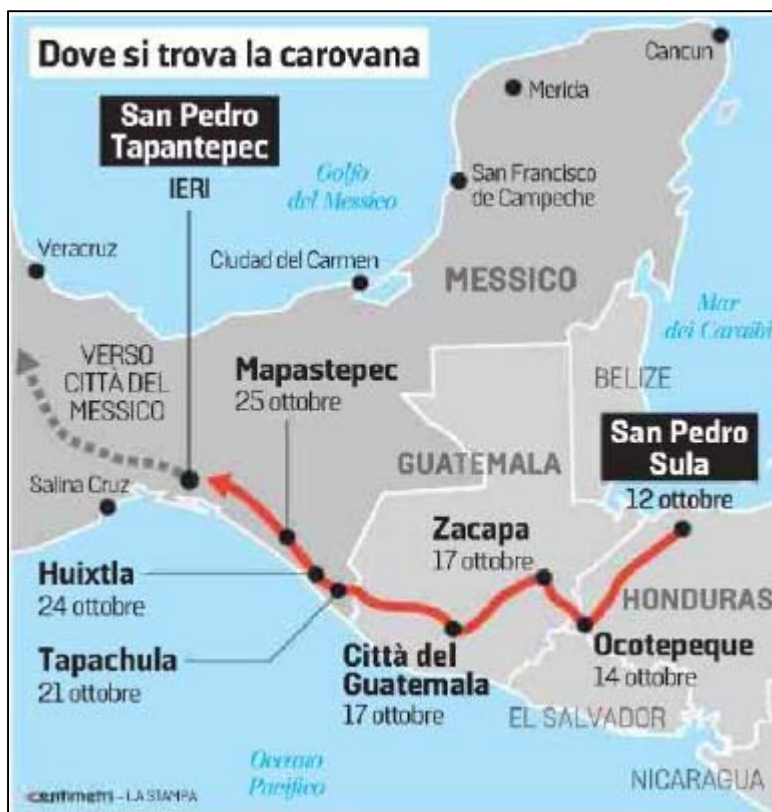 Dove si trova la carovana
Cancun
Merida
San Pedro
Tapantepec
IERI
Golfo
del Messico
San Francisco
de Campeche
Veracruz
Ciudad del Carmen
MESSICO
Mar
dei Caraibi
VERSO
CITTÀ DEL
MESSICO
Mapastepec
25 ottobre
BELIZE
GUATEMALA
San Pedro
Sula
12 ottobre
Salina Cruz
Zacapa
17 ottobre
Huixtla
24 ottobre
HONDURAS
Tapachula
21 ottobre
Città del
Guatemala
17 ottobre
Ocotepeque
14 ottobre
EL SALVADOR
Oceano
Pacifico
NICARAGUA
centimetri - LA STAMPA